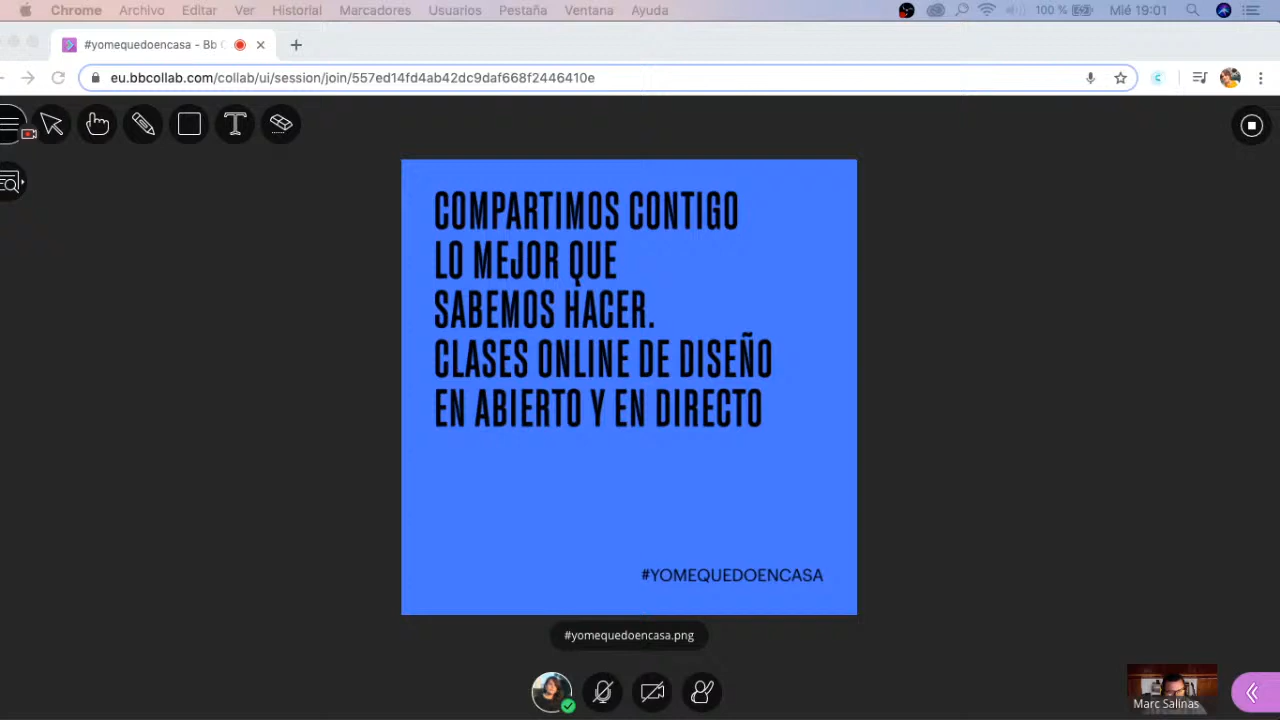 Chrome Archivo Editar Ver Historial Marcadores Usuarios Pestaña Ventana Ayuda 100 % Mié 19:01
#yomequedoencasa - Bb C
eu.bbcollab.com/collab/ui/session/join/557ed14fd4ab42dc9daf668f2446410e
COMPARTIMOS CONTIGO
LO MEJOR QUE
SABEMOS HACER.
CLASES ONLINE DE DISEÑO
EN ABIERTO Y EN DIRECTO
#YOMEQUEDOENCASA
#yomequedoencasa.png
Marc Salinas